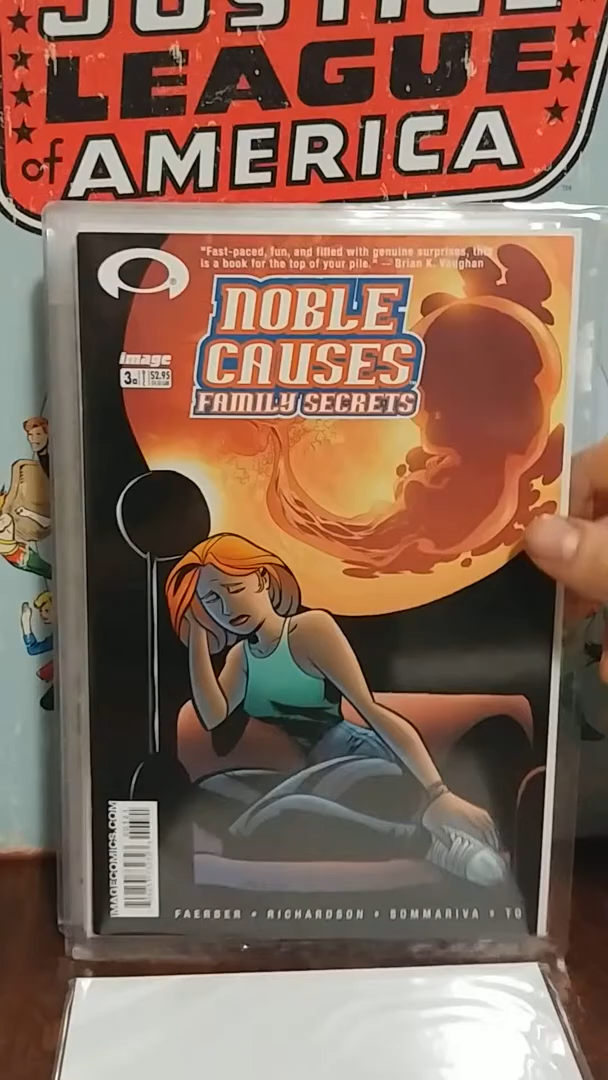 JUSTICE
LEAGUE
of AMERICA
"Fast-paced, fun, and filled with genuine surprises, this
is a book for the top of your pile." — Brian K. Vaughan
NOBLE
CAUSES
FAMILY SECRETS
image
3a $2.95
IMAGECOMICS.COM
FAERBER • RICHARDSON • BOMMARIVA • TO